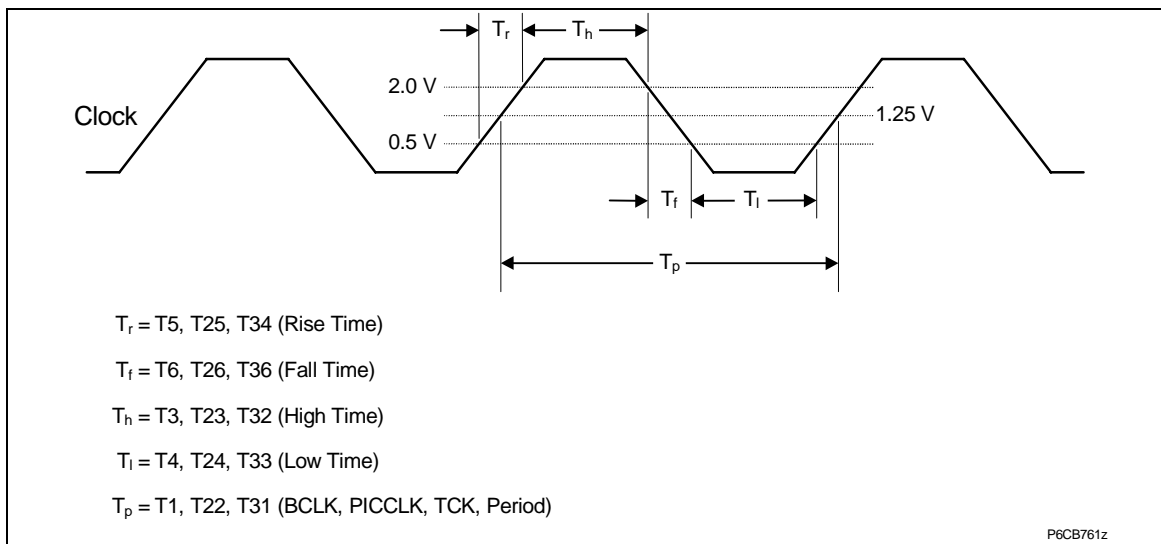 Tr Th
2.0 V
Clock 1.25 V
0.5 V
Tf Tl
Tp
Tr = T5, T25, T34 (Rise Time)
Tf = T6, T26, T36 (Fall Time)
Th = T3, T23, T32 (High Time)
Tl = T4, T24, T33 (Low Time)
Tp = T1, T22, T31 (BCLK, PICCLK, TCK, Period)
P6CB761z